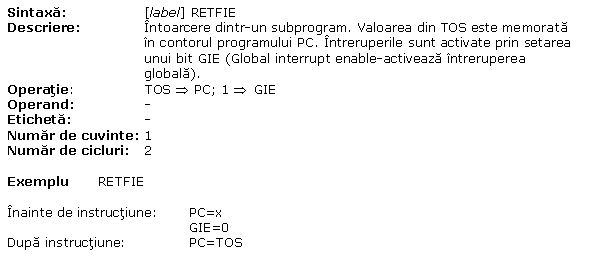 Sintaxă: [label] RETFIE
Descriere: Întoarcere dintr-un subprogram. Valoarea din TOS este memorată
în contorul programului PC. Întreruperile sunt activate prin setarea
unui bit GIE (Global interrupt enable-activează întreruperea
globală).
Operaţie: TOS ⇒ PC; 1 ⇒ GIE
Operand: -
Etichetă: -
Număr de cuvinte: 1
Număr de cicluri: 2
Exemplu RETFIE
Înainte de instrucţiune: PC=x
GIE=0
După instrucţiune: PC=TOS